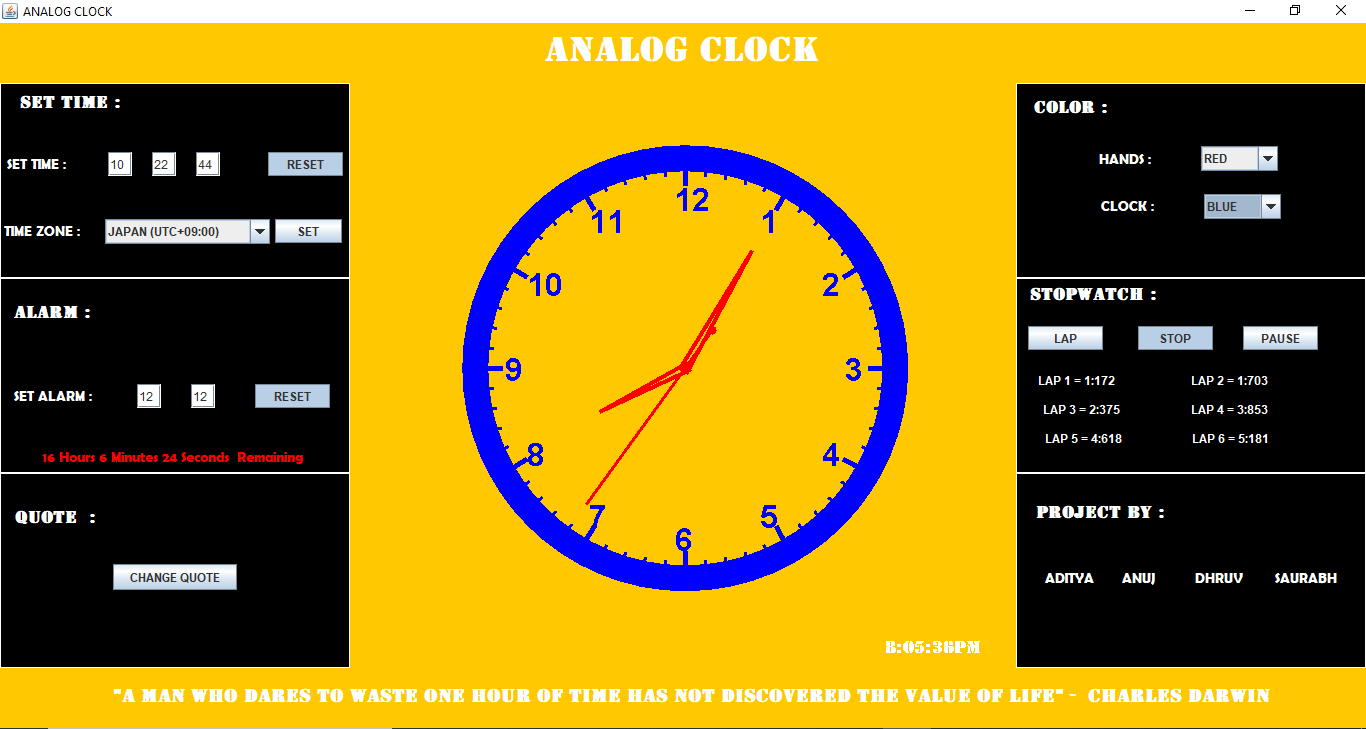 ANALOG CLOCK
ANALOG CLOCK
SET TIME :
SET TIME : 10 22 44 RESET
TIME ZONE : JAPAN (UTC+09:00) SET
ALARM :
SET ALARM : 12 12 RESET
16 Hours 6 Minutes 24 Seconds Remaining
QUOTE :
CHANGE QUOTE
12
11 1
10 2
9 3
8 4
7 5
6
8:05:36PM
COLOR :
HANDS : RED
CLOCK : BLUE
STOPWATCH :
LAP STOP PAUSE
LAP 1 = 1:172 LAP 2 = 1:703
LAP 3 = 2:375 LAP 4 = 3:853
LAP 5 = 4:618 LAP 6 = 5:181
PROJECT BY :
ADITYA ANUJ DHRUV SAURABH
"A MAN WHO DARES TO WASTE ONE HOUR OF TIME HAS NOT DISCOVERED THE VALUE OF LIFE" - CHARLES DARWIN